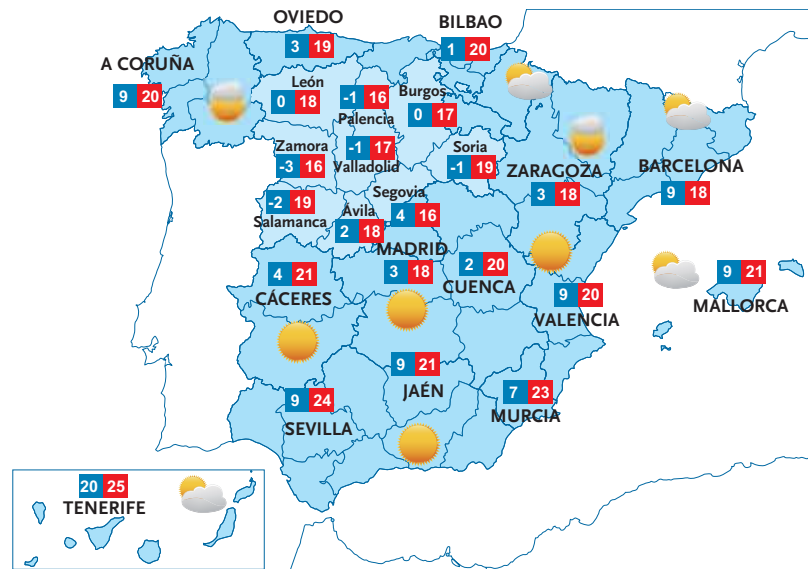 OVIEDO
3 19
BILBAO
1 20
A CORUÑA
9 20
León
0 18
-1 16
Palencia
Burgos
0 17
Zamora
-3 16
-1 17
Valladolid
Soria
-1 19
ZARAGOZA
3 18
BARCELONA
9 18
-2 19
Salamanca
Ávila
2 18
Segovia
4 16
MADRID
3 18
4 21
CÁCERES
2 20
CUENCA
9 20
VALENCIA
9 21
MALLORCA
9 21
JAÉN
9 24
SEVILLA
7 23
MURCIA
20 25
TENERIFE